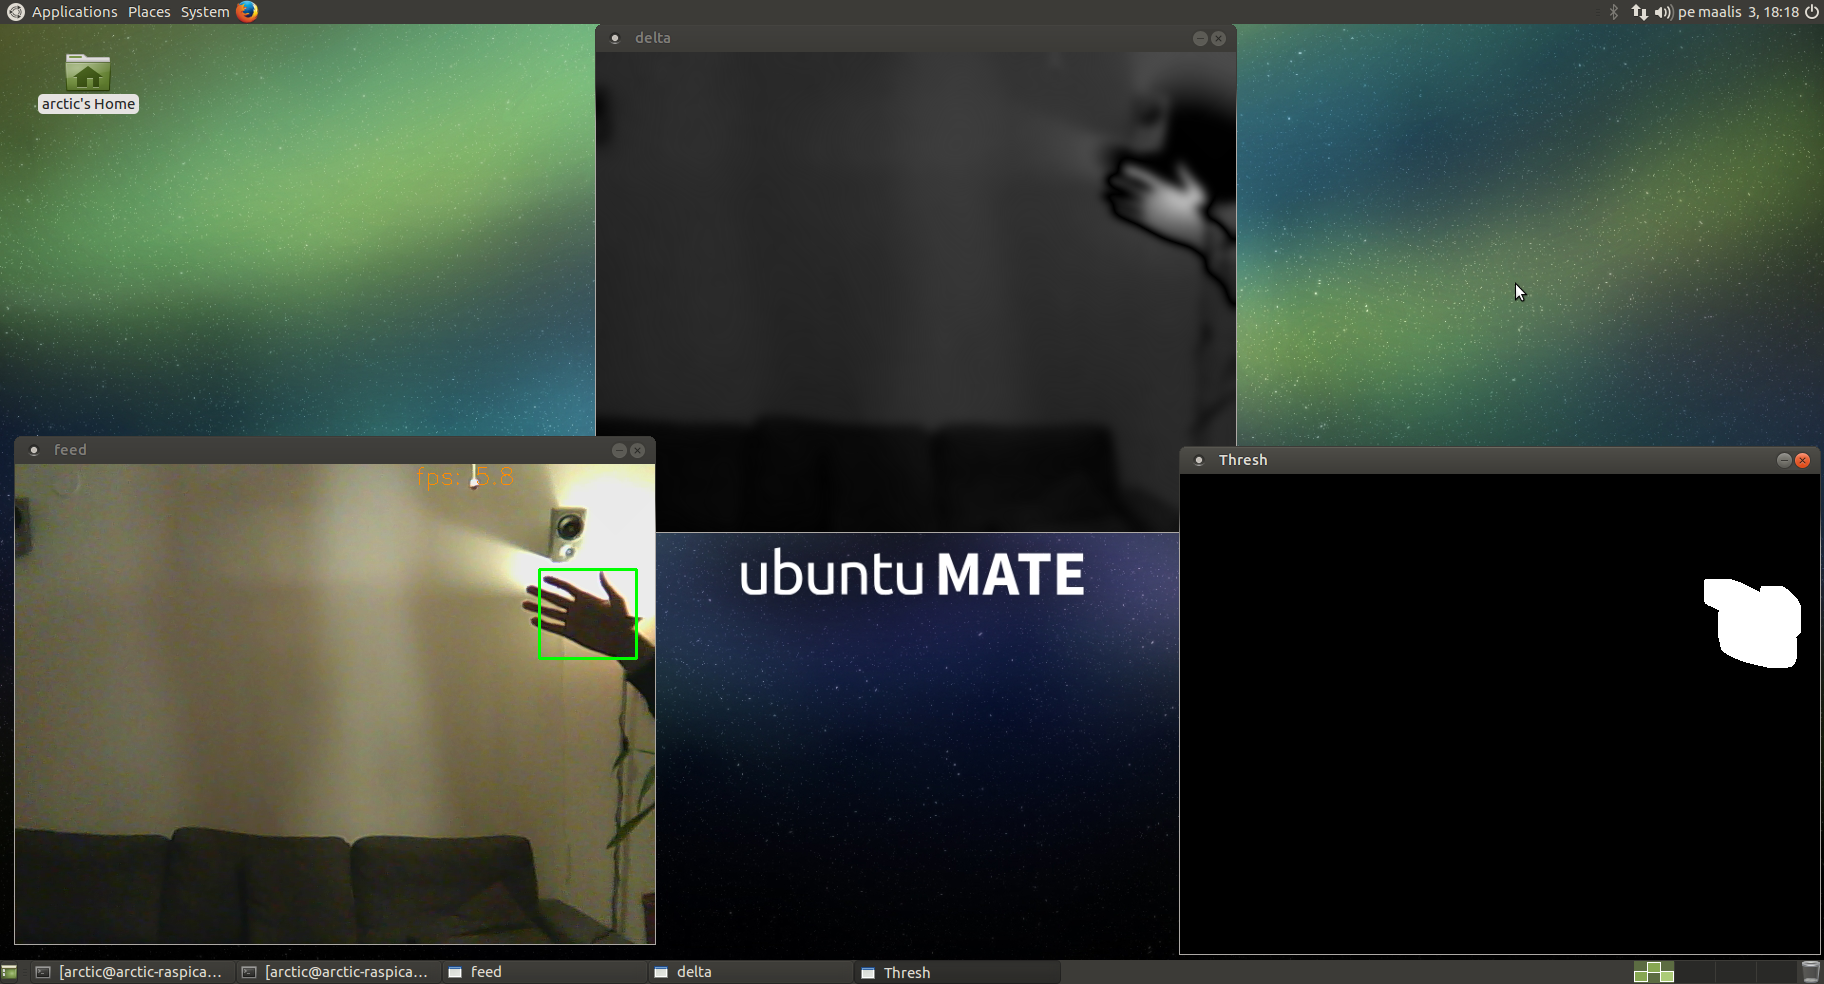 Applications Places System
pe maalis 3, 18:18
arctic's Home
delta
feed
fps: 5.8
Thresh
ubuntu MATE
[arctic@arctic-raspica...
[arctic@arctic-raspica...
feed
delta
Thresh